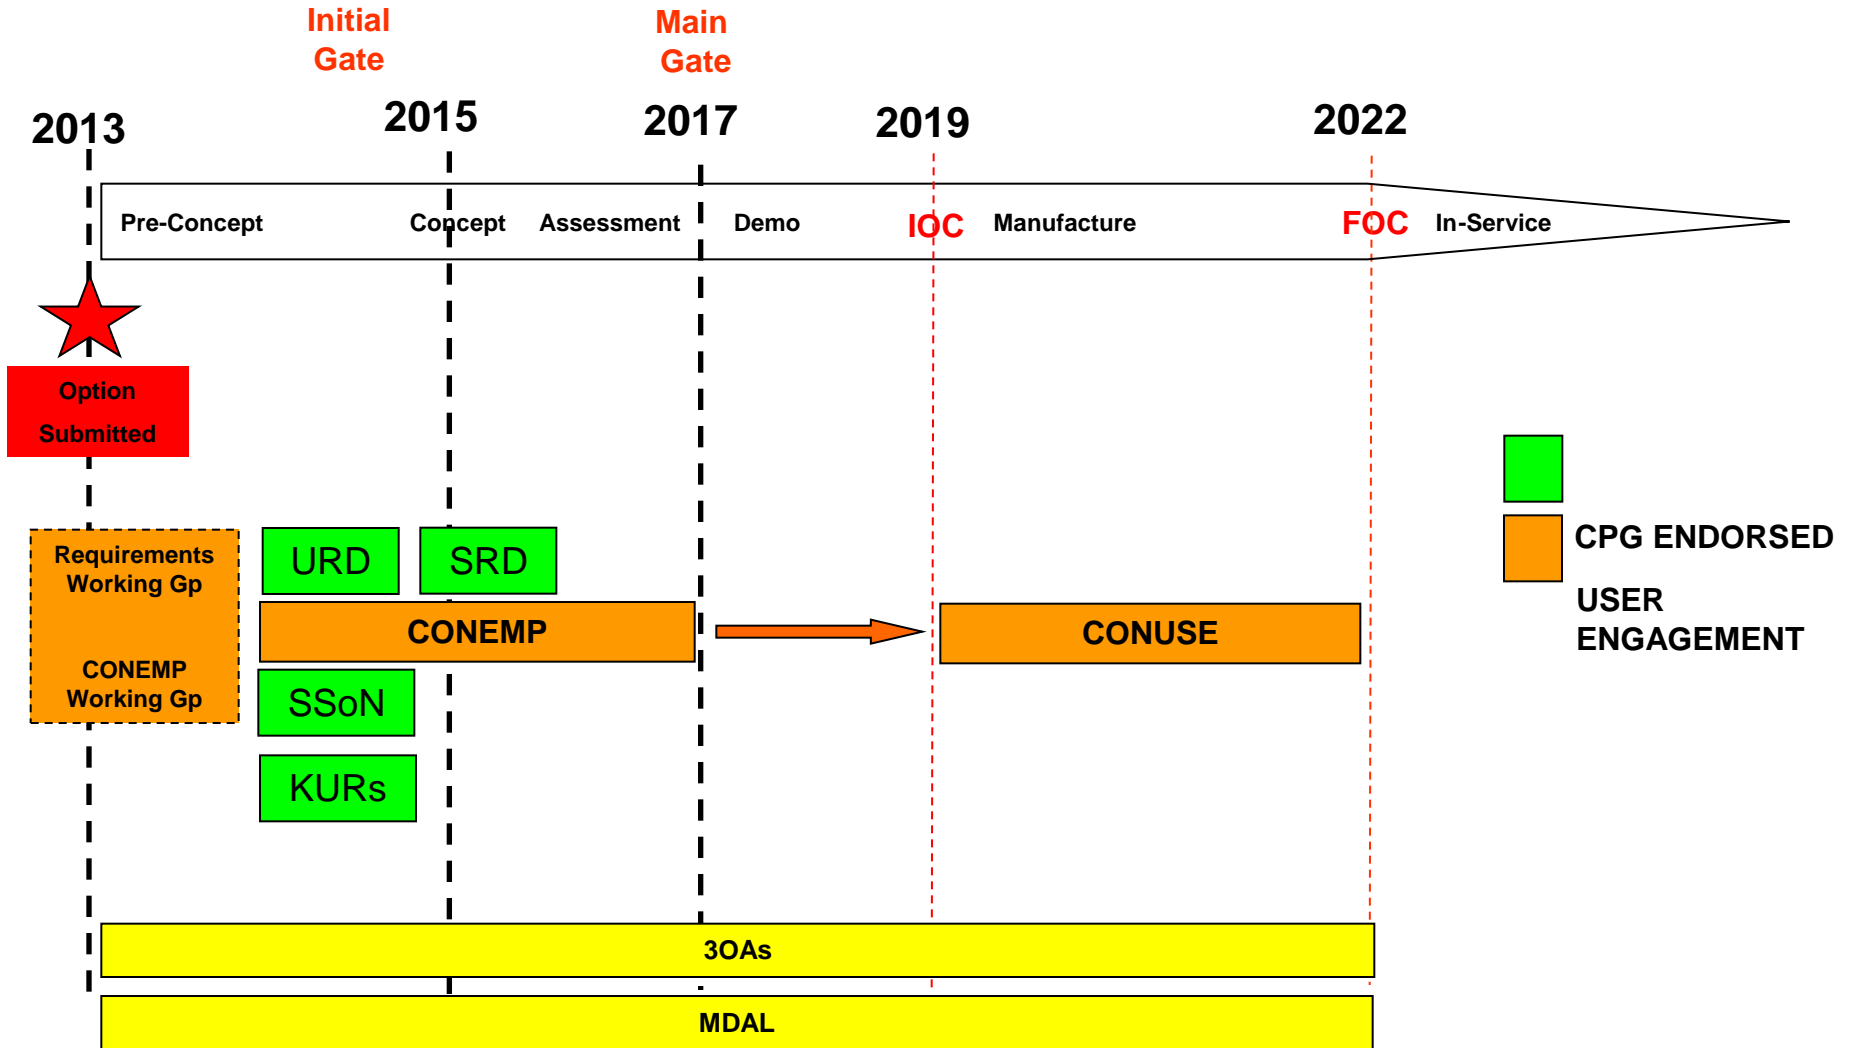 Initial
Gate
Main
Gate
2013
2015
2017
2019
2022
Pre-Concept
Concept
Assessment
Demo
IOC
Manufacture
FOC
In-Service
Option
Submitted
Requirements
Working Gp
CONEMP
Working Gp
URD
SRD
CONEMP
CONUSE
SSoN
KURs
CPG ENDORSED
USER
ENGAGEMENT
3OAs
MDAL